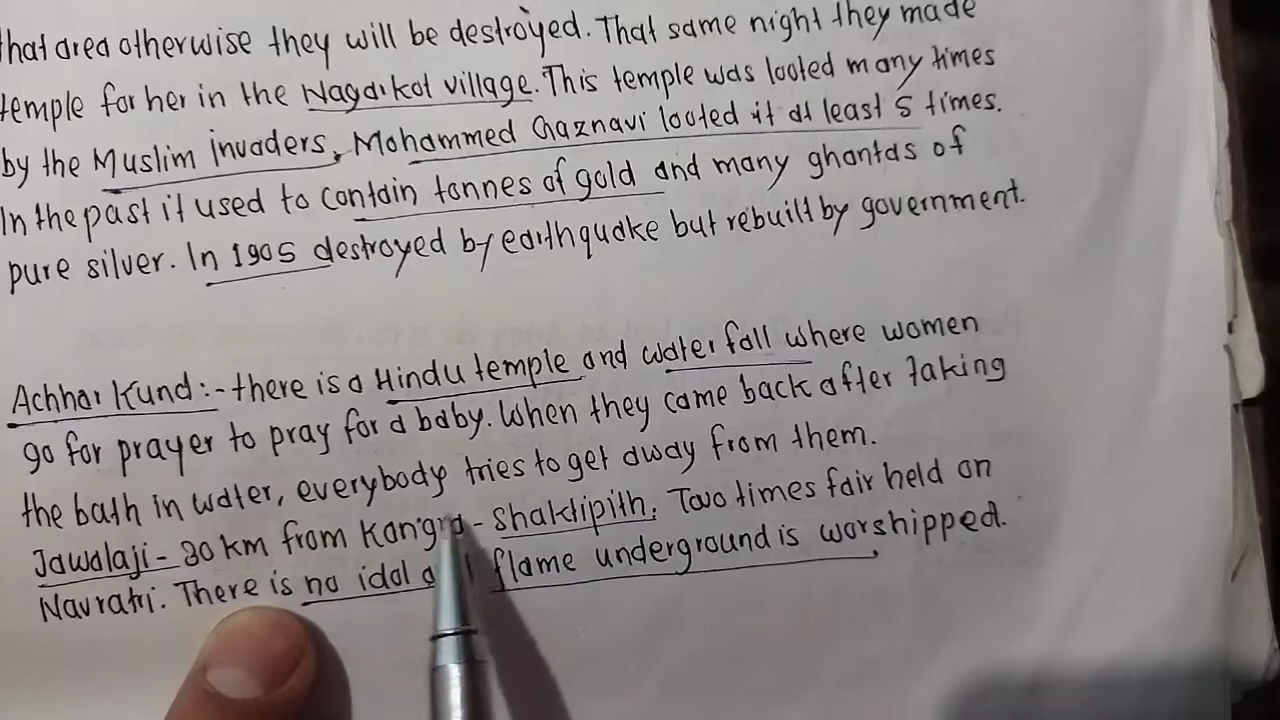 that area otherwise they will be destroyed. That same night they made
temple for her in the Nagarkot village. This temple was looted many times
by the Muslim invaders, Mohammed Gaznavi looted it at least 5 times.
In the past it used to contain tonnes of gold and many ghantas of
pure silver. In 1905 destroyed by earthquake but rebuilt by government.
Achhar Kund:- there is a Hindu temple and water fall where women
go for prayer to pray for a baby. When they came back after taking
the bath in water, everybody tries to get away from them.
Jawalaji - 30 km from Kangra - Shaktipith. Two times fair held on
Navratri. There is no idol flame underground is worshipped.